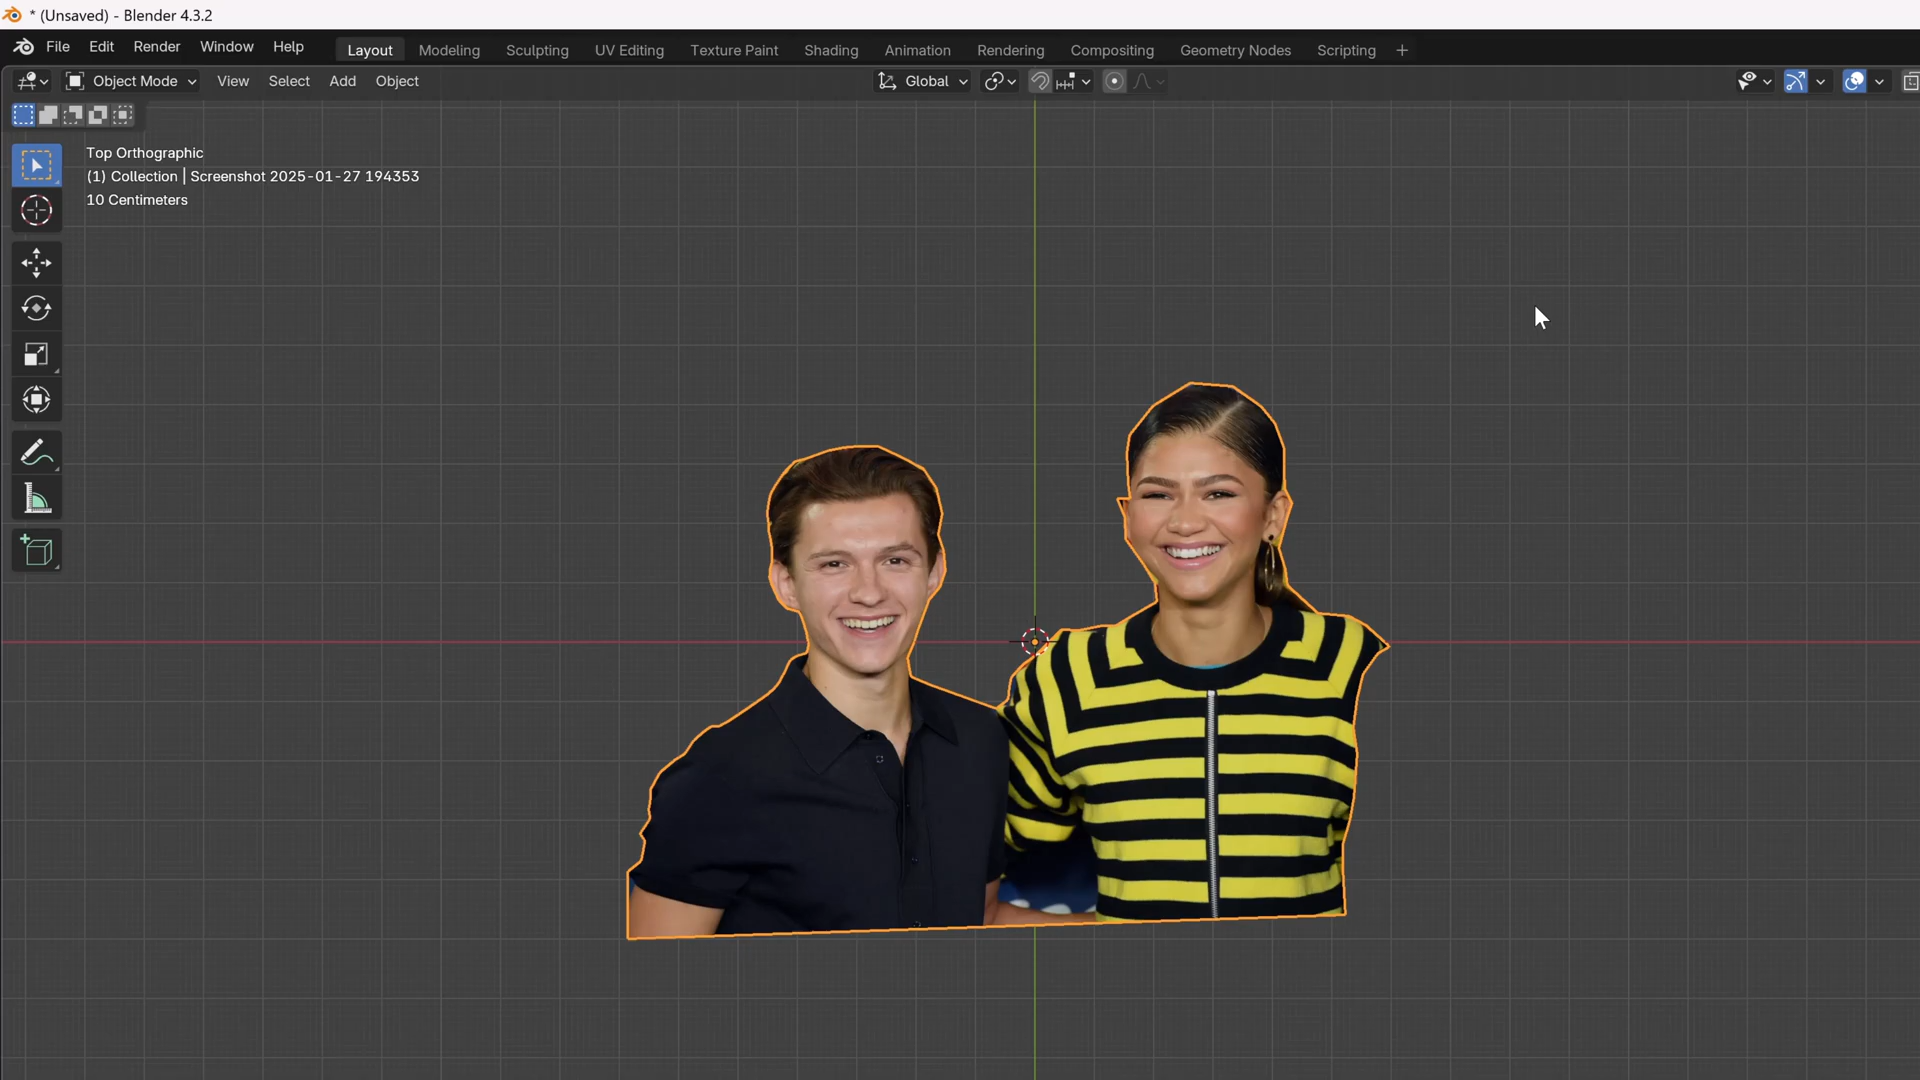 * (Unsaved) - Blender 4.3.2
File Edit Render Window Help Layout Modeling Sculpting UV Editing Texture Paint Shading Animation Rendering Compositing Geometry Nodes Scripting +
Object Mode View Select Add Object Global
Top Orthographic
(1) Collection | Screenshot 2025-01-27 194353
10 Centimeters